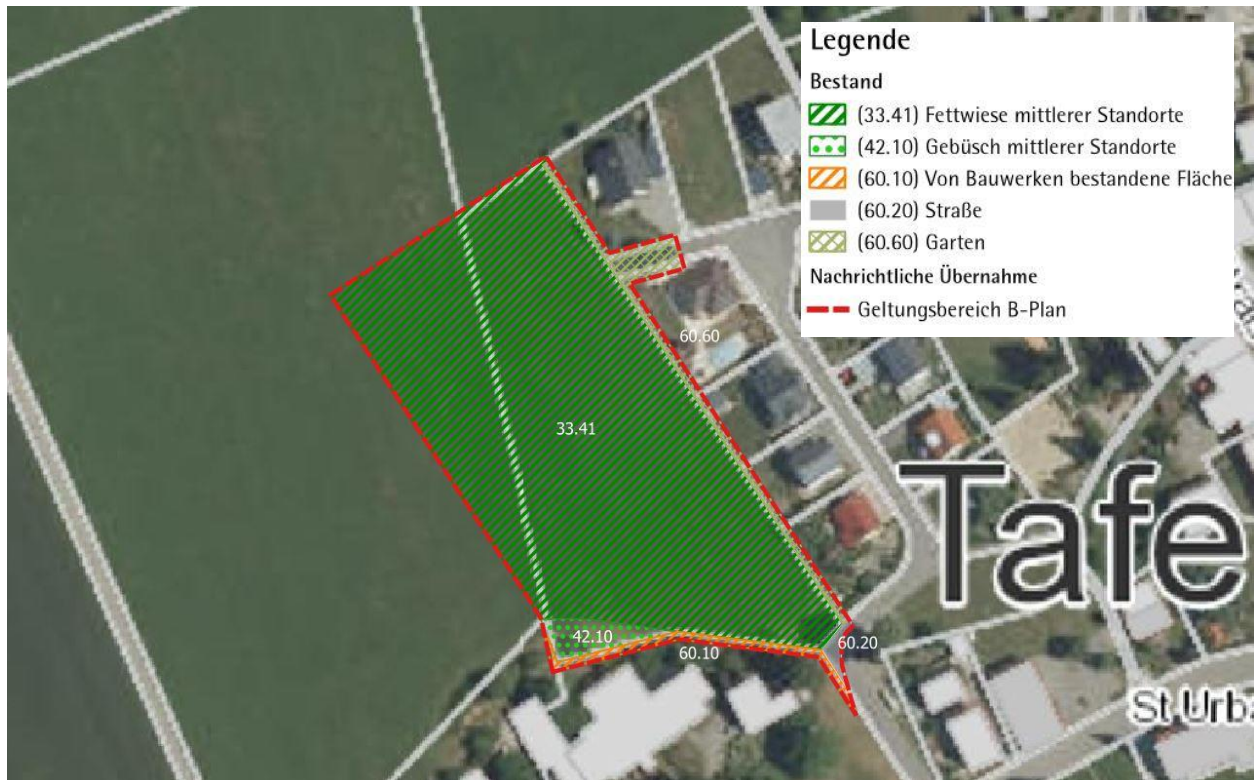 Legende
Bestand
(33.41) Fettwiese mittlerer Standorte
(42.10) Gebüsch mittlerer Standorte
(60.10) Von Bauwerken bestandene Fläche
(60.20) Straße
(60.60) Garten
Nachrichtliche Übernahme
Geltungsbereich B-Plan
60.60
33.41
Tafe
42.10
60.10
60.20
St Urb